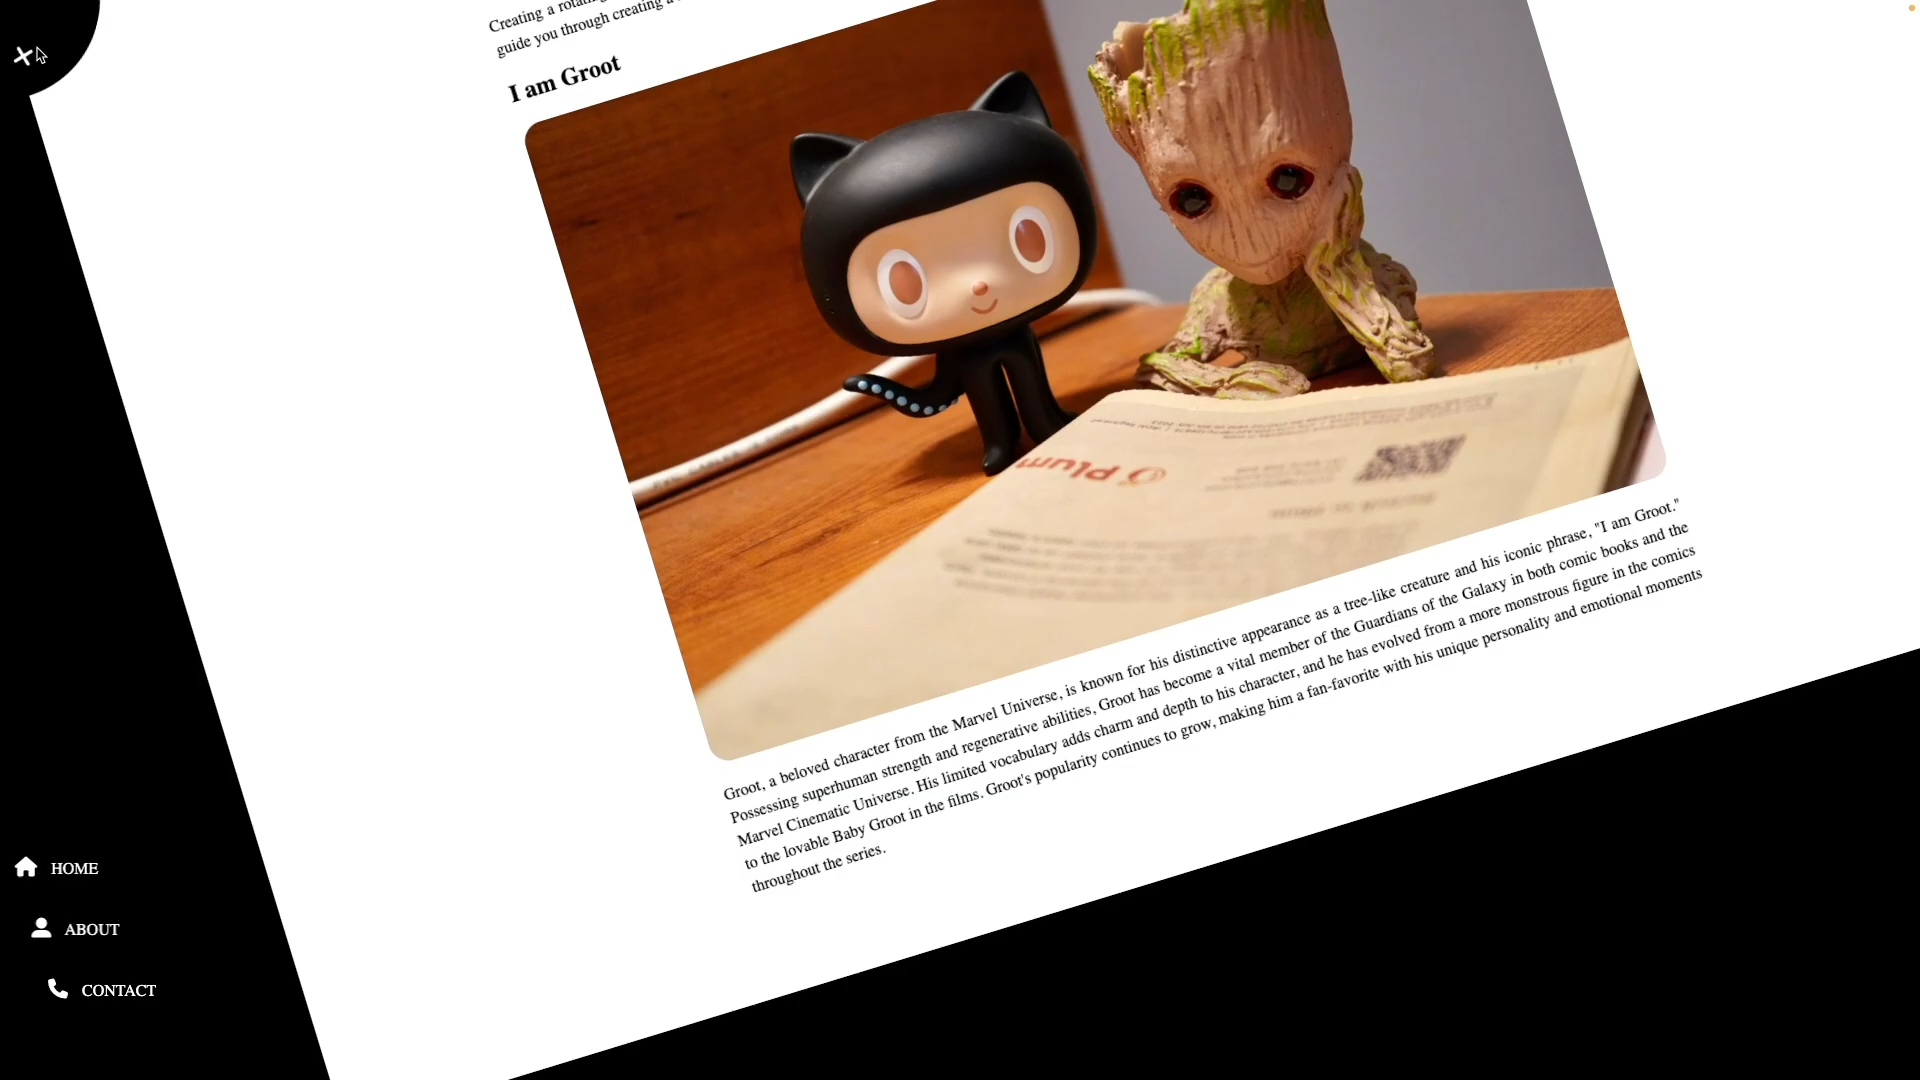 Creating a rotating
guide you through creating a
I am Groot
Plum
Groot, a beloved character from the Marvel Universe, is known for his distinctive appearance as a tree-like creature and his iconic phrase, "I am Groot."
Possessing superhuman strength and regenerative abilities, Groot has become a vital member of the Guardians of the Galaxy in both comic books and the
Marvel Cinematic Universe. His limited vocabulary adds charm and depth to his character, and he has evolved from a more monstrous figure in the comics
to the lovable Baby Groot in the films. Groot's popularity continues to grow, making him a fan-favorite with his unique personality and emotional moments
throughout the series.
HOME
ABOUT
CONTACT